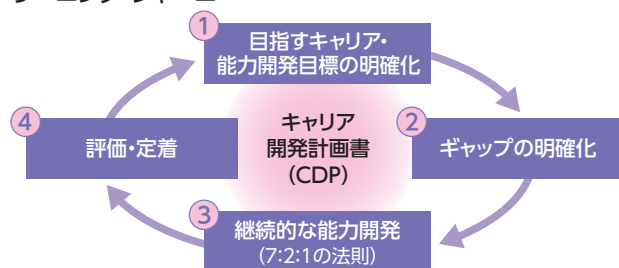 ①
目指すキャリア・
能力開発目標の明確化
②
ギャップの明確化
③
継続的な能力開発
(7:2:1の法則)
④
評価・定着
キャリア
開発計画書
(CDP)